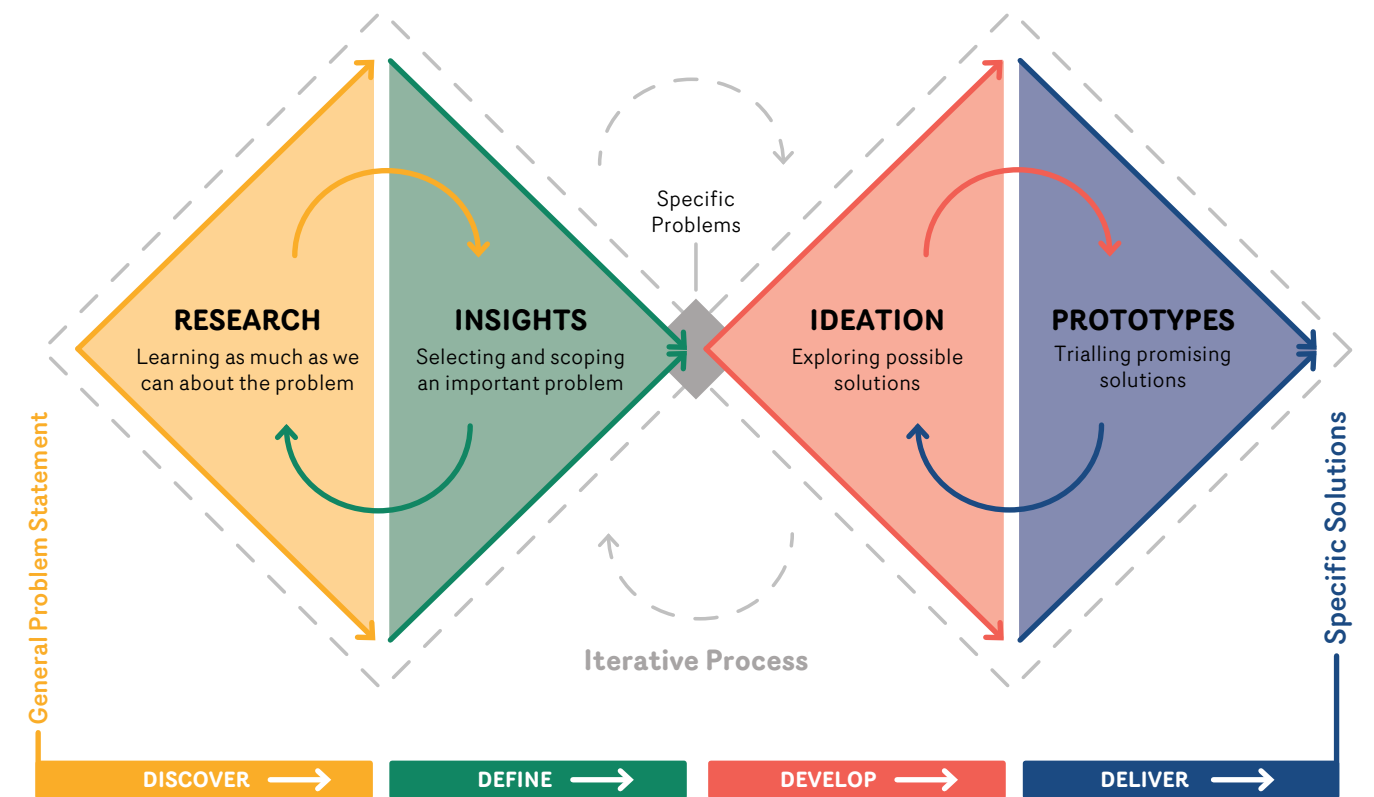 Specific
Problems
RESEARCH
Learning as much as we
can about the problem
INSIGHTS
Selecting and scoping
an important problem
IDEATION
Exploring possible
solutions
PROTOTYPES
Trialling promising
solutions
General Problem Statement
Specific Solutions
Iterative Process
DISCOVER
DEFINE
DEVELOP
DELIVER